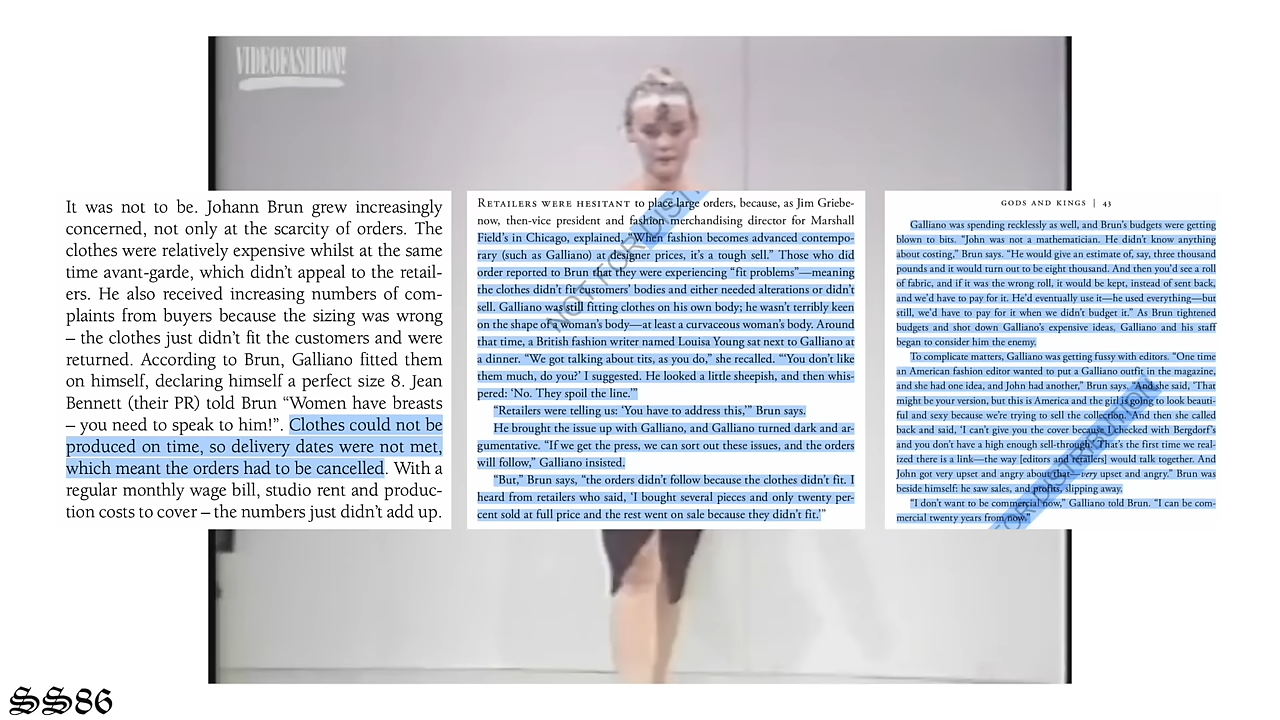 VIDEOFASHION!
It was not to be. Johann Brun grew increasingly
concerned, not only at the scarcity of orders. The
clothes were relatively expensive whilst at the same
time avant-garde, which didn't appeal to the retail-
ers. He also received increasing numbers of com-
plaints from buyers because the sizing was wrong
– the clothes just didn't fit the customers and were
returned. According to Brun, Galliano fitted them
on himself, declaring himself a perfect size 8. Jean
Bennett (their PR) told Brun “Women have breasts
– you need to speak to him!”. Clothes could not be
produced on time, so delivery dates were not met,
which meant the orders had to be cancelled. With a
regular monthly wage bill, studio rent and produc-
tion costs to cover – the numbers just didn't add up.
RETAILERS WERE HESITANT to place large orders, because, as Jim Griebe-
now, then-vice president and fashion merchandising director for Marshall
Field's in Chicago, explained, “When fashion becomes advanced contempo-
rary (such as Galliano) at designer prices, it's a tough sell.” Those who did
order reported to Brun that they were experiencing “fit problems”—meaning
the clothes didn't fit customers' bodies and either needed alterations or didn't
sell. Galliano was still fitting clothes on his own body; he wasn't terribly keen
on the shape of a woman's body—at least a curvaceous woman's body. Around
that time, a British fashion writer named Louisa Young sat next to Galliano at
a dinner. “We got talking about tits, as you do,” she recalled. “‘You don't like
them much, do you?’ I suggested. He looked a little sheepish, and then whis-
pered: ‘No. They spoil the line.’”
“Retailers were telling us: ‘You have to address this,’” Brun says.
He brought the issue up with Galliano, and Galliano turned dark and ar-
gumentative. “If we get the press, we can sort out these issues, and the orders
will follow,” Galliano insisted.
“But,” Brun says, “the orders didn't follow because the clothes didn't fit. I
heard from retailers who said, ‘I bought several pieces and only twenty per-
cent sold at full price and the rest went on sale because they didn't fit.’”
NOT FOR DIST
GODS AND KINGS | 43
Galliano was spending recklessly as well, and Brun's budgets were getting
blown to bits. “John was not a mathematician. He didn't know anything
about costing,” Brun says. “He would give an estimate of, say, three thousand
pounds and it would turn out to be eight thousand. And then you'd see a roll
of fabric, and if it was the wrong roll, it would be kept, instead of sent back,
and we'd have to pay for it. He'd eventually use it—he used everything—but
still, we'd have to pay for it when we didn't budget it.” As Brun tightened
budgets and shot down Galliano's expensive ideas, Galliano and his staff
began to consider him the enemy.
To complicate matters, Galliano was getting fussy with editors. “One time
an American fashion editor wanted to put a Galliano outfit in the magazine,
and she had one idea, and John had another,” Brun says. “And she said, ‘That
might be your version, but this is America and the girl is going to look beauti-
ful and sexy because we're trying to sell the collection.’ And then she called
back and said, ‘I can't give you the cover because I checked with Bergdorf's
and you don't have a high enough sell-through.’ That's the first time we real-
ized there is a link—the way [editors and retailers] would talk together. And
John got very upset and angry about that—very upset and angry.” Brun was
beside himself: he saw sales, and profits, slipping away.
“I don't want to be commercial now,” Galliano told Brun. “I can be com-
mercial twenty years from now.”
FOR DISTRIBUTION
SS86